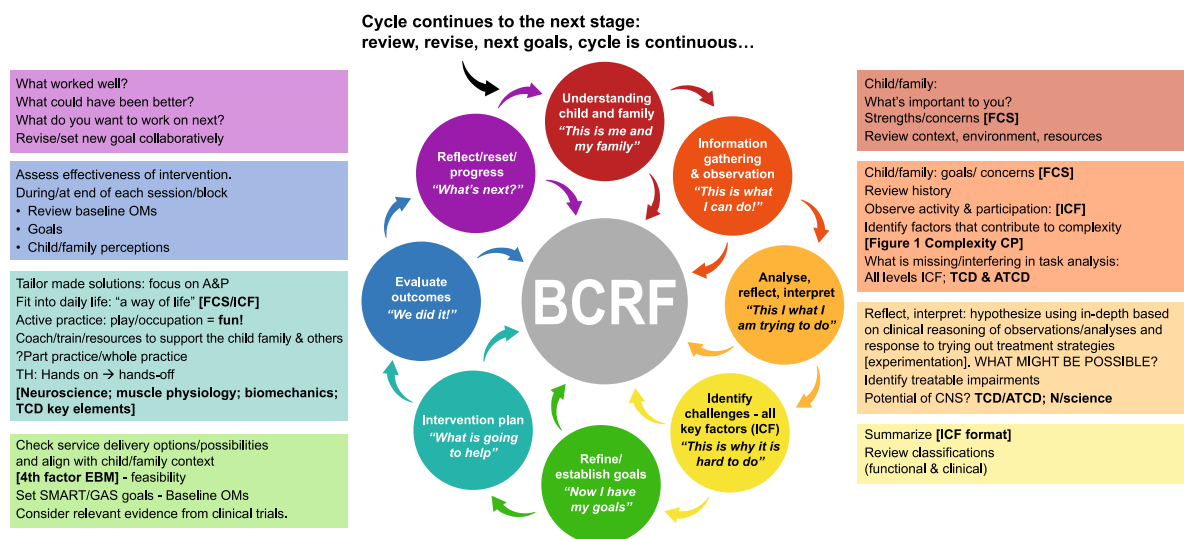 Cycle continues to the next stage:
review, revise, next goals, cycle is continuous…
What worked well?
What could have been better?
What do you want to work on next?
Revise/set new goal collaboratively
Assess effectiveness of intervention.
During/at end of each session/block
• Review baseline OMs
• Goals
• Child/family perceptions
Tailor made solutions: focus on A&P
Fit into daily life: “a way of life” [FCS/ICF]
Active practice: play/occupation = fun!
Coach/train/resources to support the child family & others
?Part practice/whole practice
TH: Hands on → hands-off
[Neuroscience; muscle physiology; biomechanics;
TCD key elements]
Check service delivery options/possibilities
and align with child/family context
[4th factor EBM] - feasibility
Set SMART/GAS goals - Baseline OMs
Consider relevant evidence from clinical trials.
Understanding
child and family
“This is me and
my family”
Information
gathering
& observation
“This is what
I can do!”
Analyse,
reflect, interpret
“This I what I
am trying to do”
Identify
challenges - all
key factors (ICF)
“This is why it is
hard to do”
Refine/
establish goals
“Now I have
my goals”
Intervention plan
“What is going
to help”
Evaluate
outcomes
“We did it!”
Reflect/reset/
progress
“What’s next?”
BCRF
Child/family:
What’s important to you?
Strengths/concerns [FCS]
Review context, environment, resources
Child/family: goals/ concerns [FCS]
Review history
Observe activity & participation: [ICF]
Identify factors that contribute to complexity
[Figure 1 Complexity CP]
What is missing/interfering in task analysis:
All levels ICF; TCD & ATCD
Reflect, interpret: hypothesize using in-depth based
on clinical reasoning of observations/analyses and
response to trying out treatment strategies
[experimentation]. WHAT MIGHT BE POSSIBLE?
Identify treatable impairments
Potential of CNS? TCD/ATCD; N/science
Summarize [ICF format]
Review classifications
(functional & clinical)